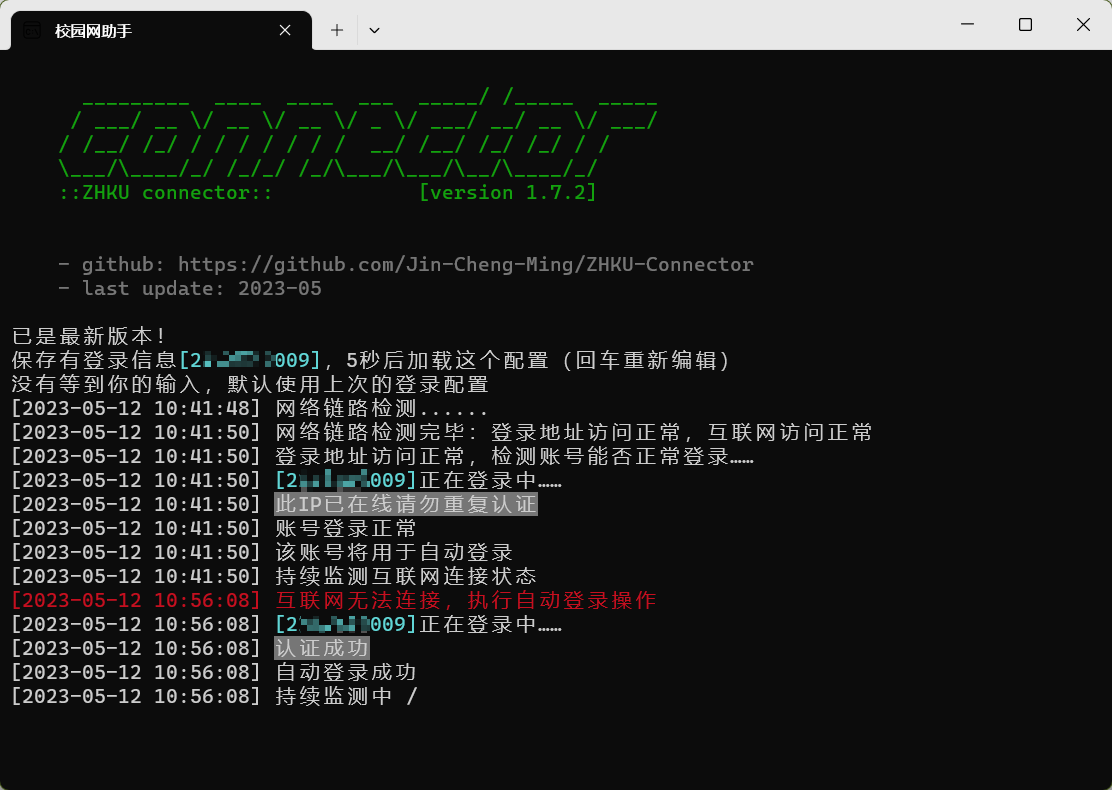 校园网助手
connector
::ZHKU connector:: [version 1.7.2]
- github: https://github.com/Jin-Cheng-Ming/ZHKU-Connector
- last update: 2023-05
已是最新版本!
保存有登录信息[2 009],5秒后加载这个配置（回车重新编辑）
没有等到你的输入，默认使用上次的登录配置
[2023-05-12 10:41:48] 网络链路检测......
[2023-05-12 10:41:50] 网络链路检测完毕：登录地址访问正常，互联网访问正常
[2023-05-12 10:41:50] 登录地址访问正常，检测账号能否正常登录……
[2023-05-12 10:41:50] [2 009]正在登录中……
[2023-05-12 10:41:50] 此IP已在线请勿重复认证
[2023-05-12 10:41:50] 账号登录正常
[2023-05-12 10:41:50] 该账号将用于自动登录
[2023-05-12 10:41:50] 持续监测互联网连接状态
[2023-05-12 10:56:08] 互联网无法连接，执行自动登录操作
[2023-05-12 10:56:08] [2 009]正在登录中……
[2023-05-12 10:56:08] 认证成功
[2023-05-12 10:56:08] 自动登录成功
[2023-05-12 10:56:08] 持续监测中 /